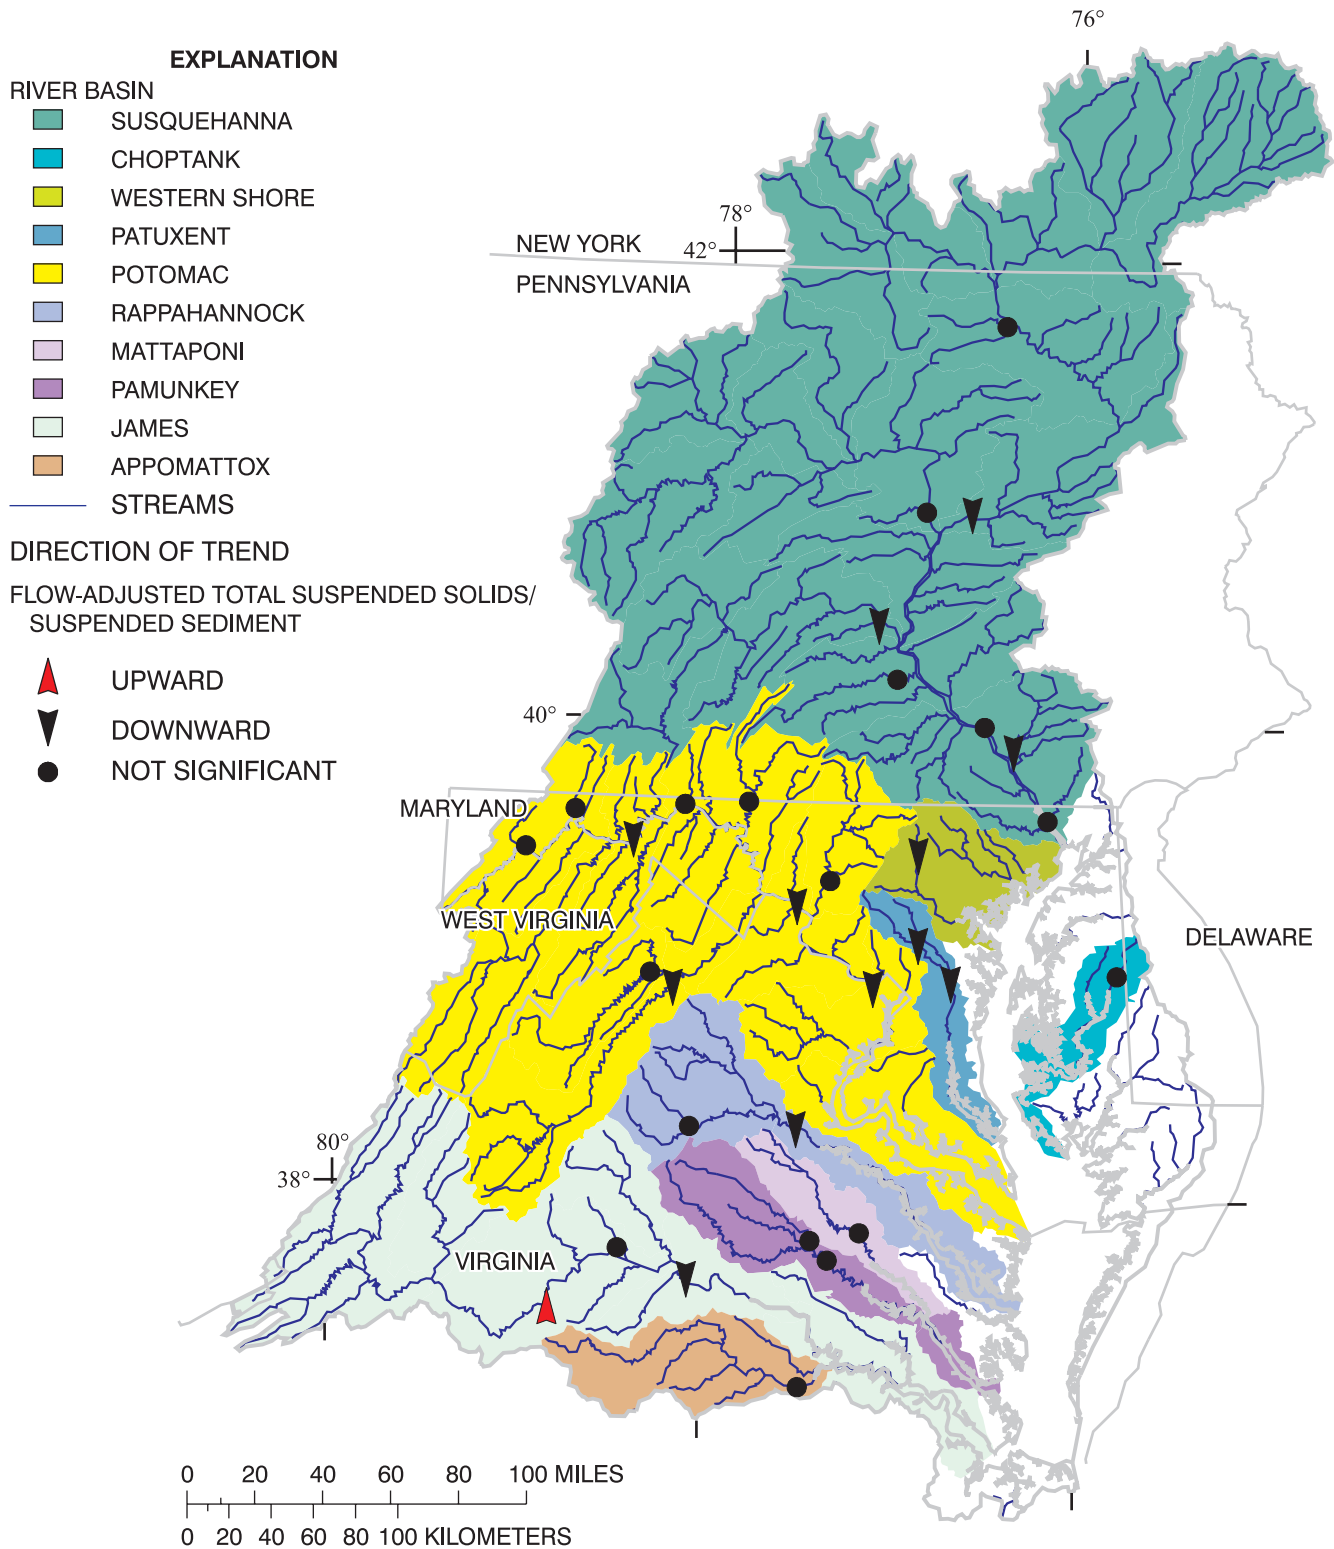 EXPLANATION
RIVER BASIN
SUSQUEHANNA
CHOPTANK
WESTERN SHORE
PATUXENT
POTOMAC
RAPPAHANNOCK
MATTAPONI
PAMUNKEY
JAMES
APPOMATTOX
STREAMS
DIRECTION OF TREND
FLOW-ADJUSTED TOTAL SUSPENDED SOLIDS/
SUSPENDED SEDIMENT
UPWARD
DOWNWARD
NOT SIGNIFICANT
76°
78°
42°
NEW YORK
PENNSYLVANIA
40°
MARYLAND
WEST VIRGINIA
DELAWARE
80°
38°
VIRGINIA
0 20 40 60 80 100 MILES
0 20 40 60 80 100 KILOMETERS